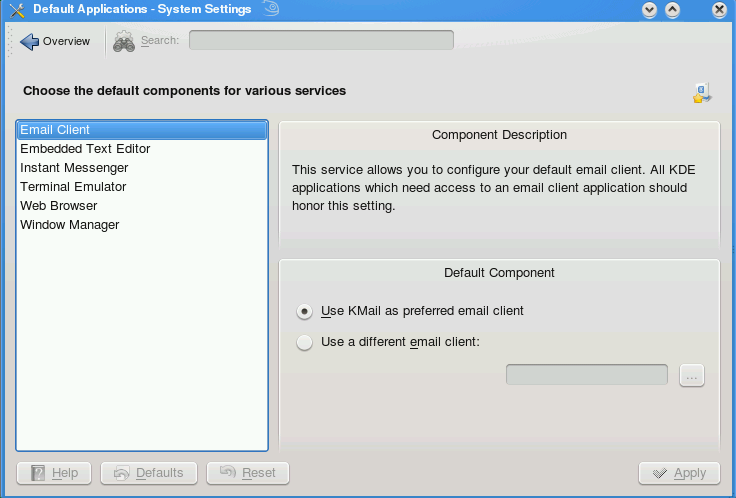 Default Applications - System Settings
Overview
Search:
Choose the default components for various services
Email Client
Embedded Text Editor
Instant Messenger
Terminal Emulator
Web Browser
Window Manager
Component Description
This service allows you to configure your default email client. All KDE
applications which need access to an email client application should
honor this setting.
Default Component
Use KMail as preferred email client
Use a different email client:
...
Help
Defaults
Reset
Apply